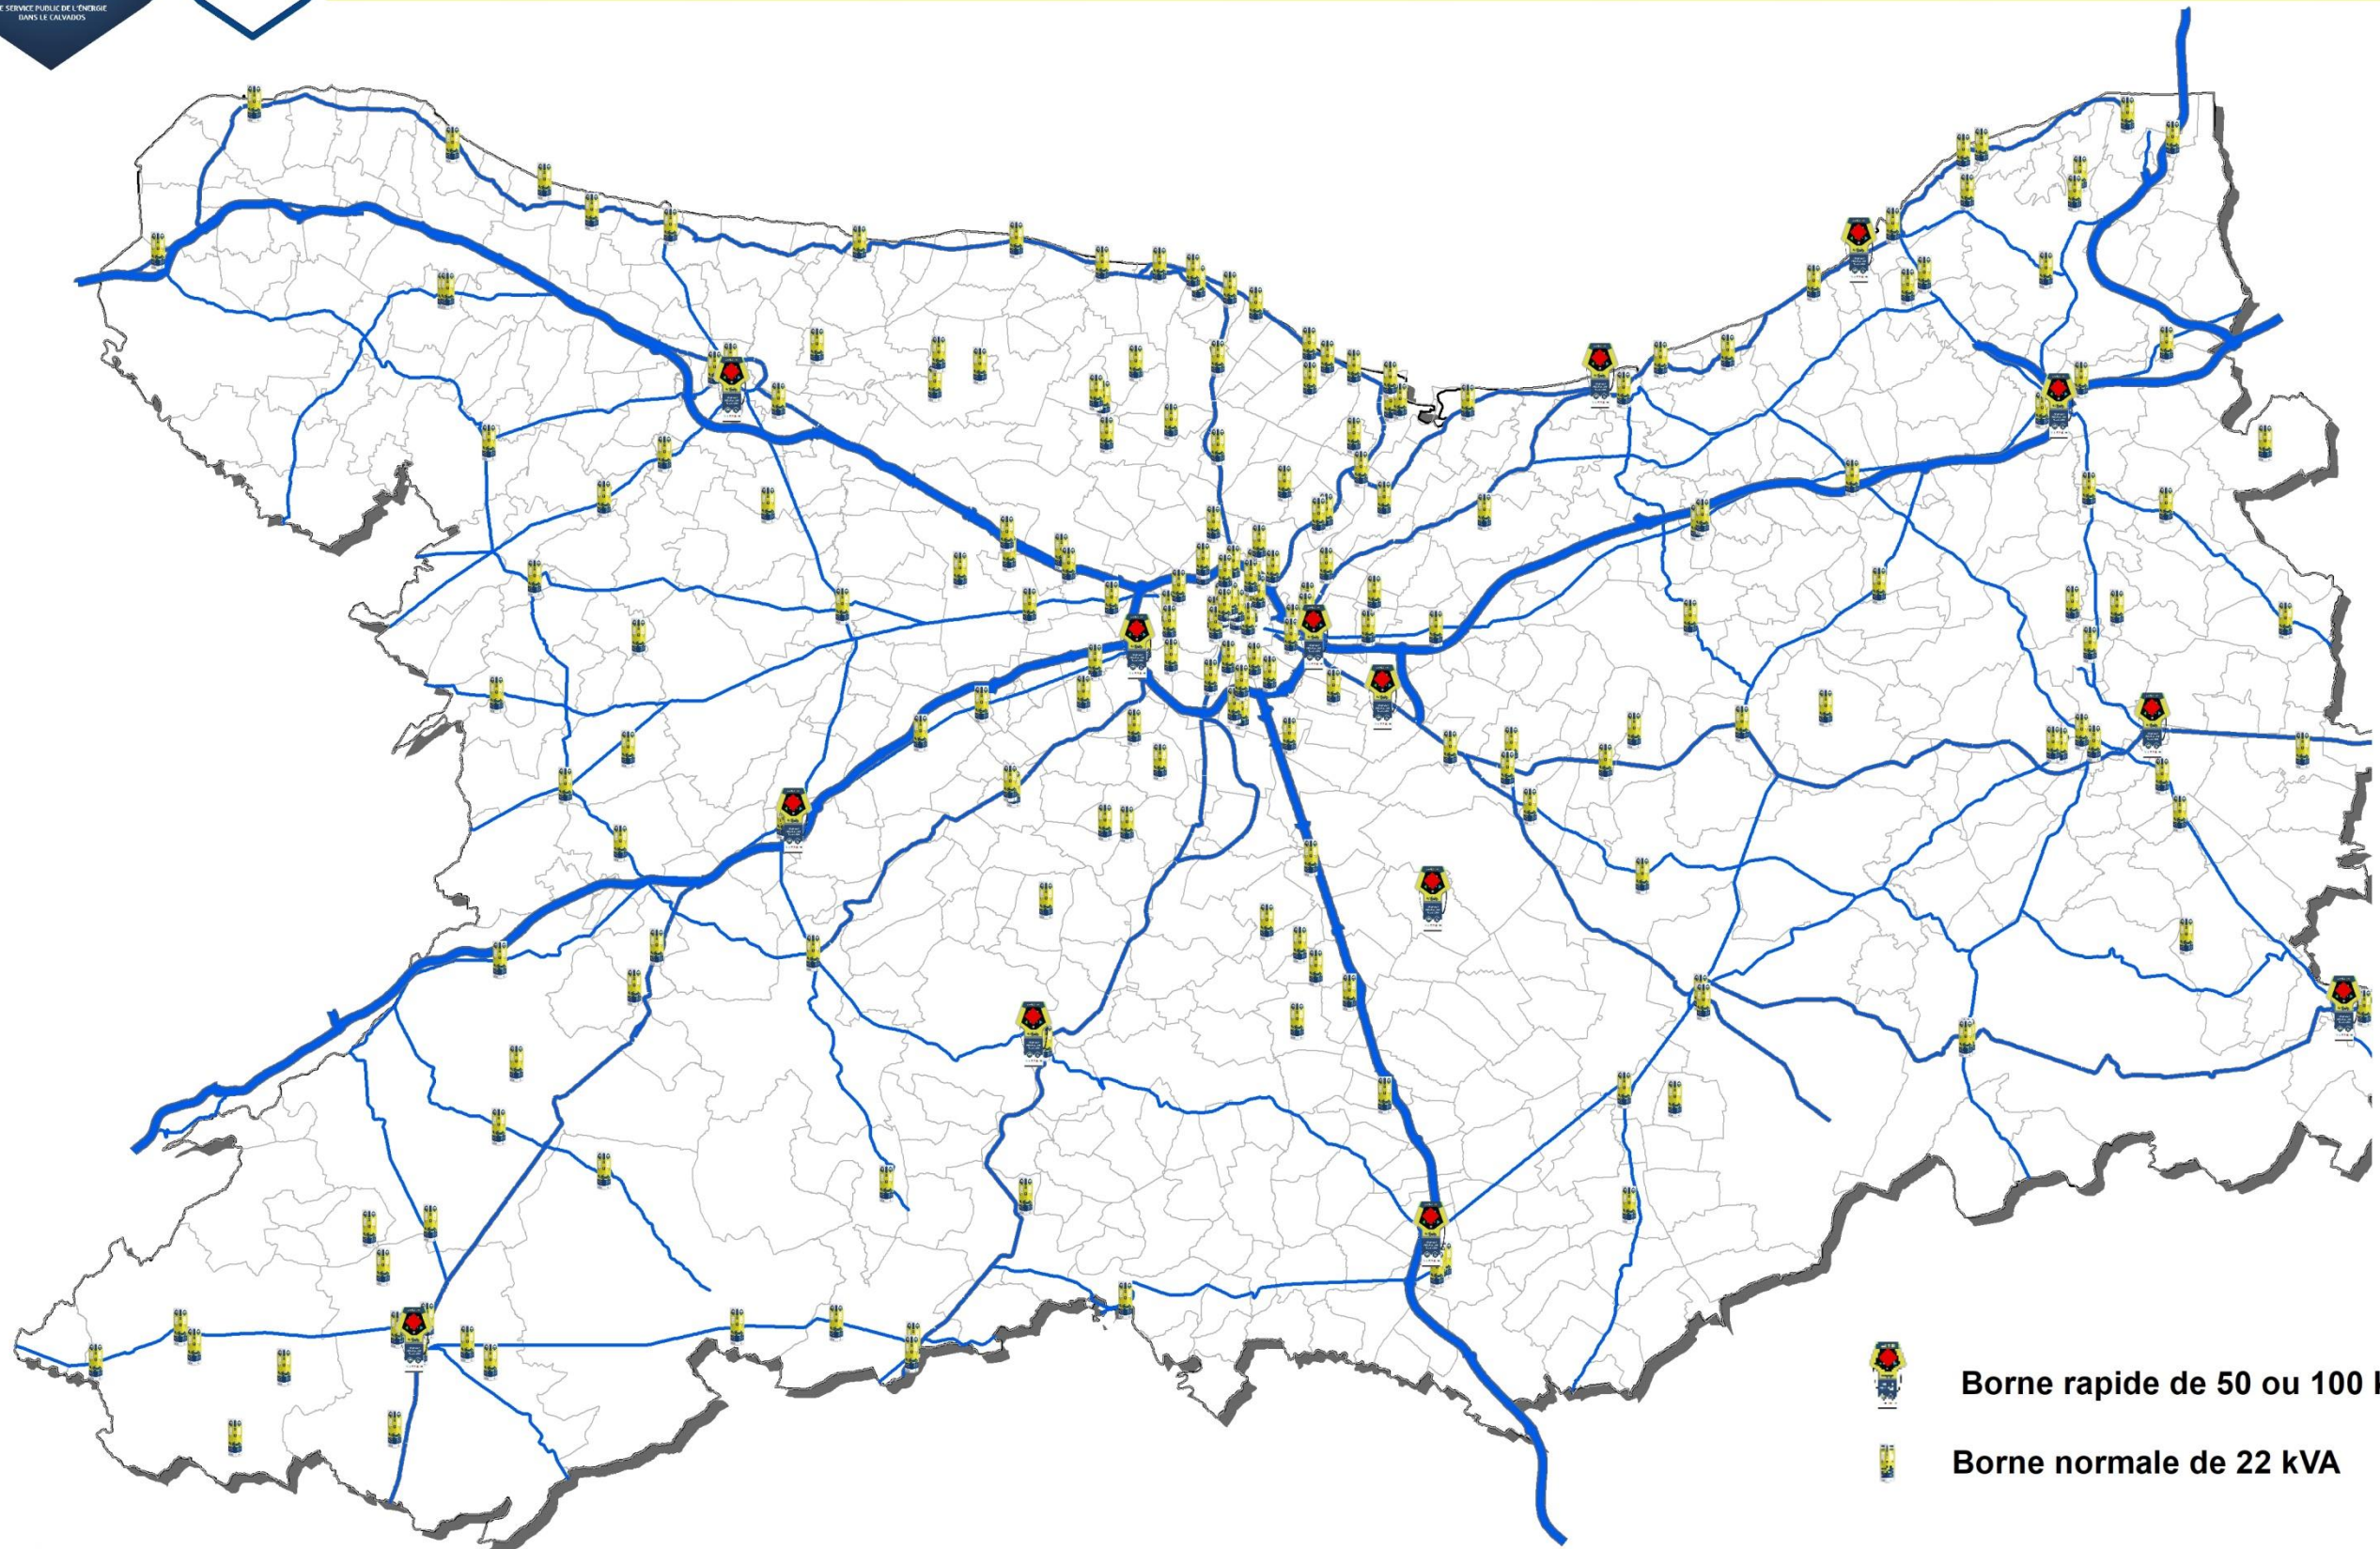 E SERVICE PUBLIC DE L'ÉNERGIE
DANS LE CALVADOS
Borne rapide de 50 ou 100
Borne normale de 22 kVA